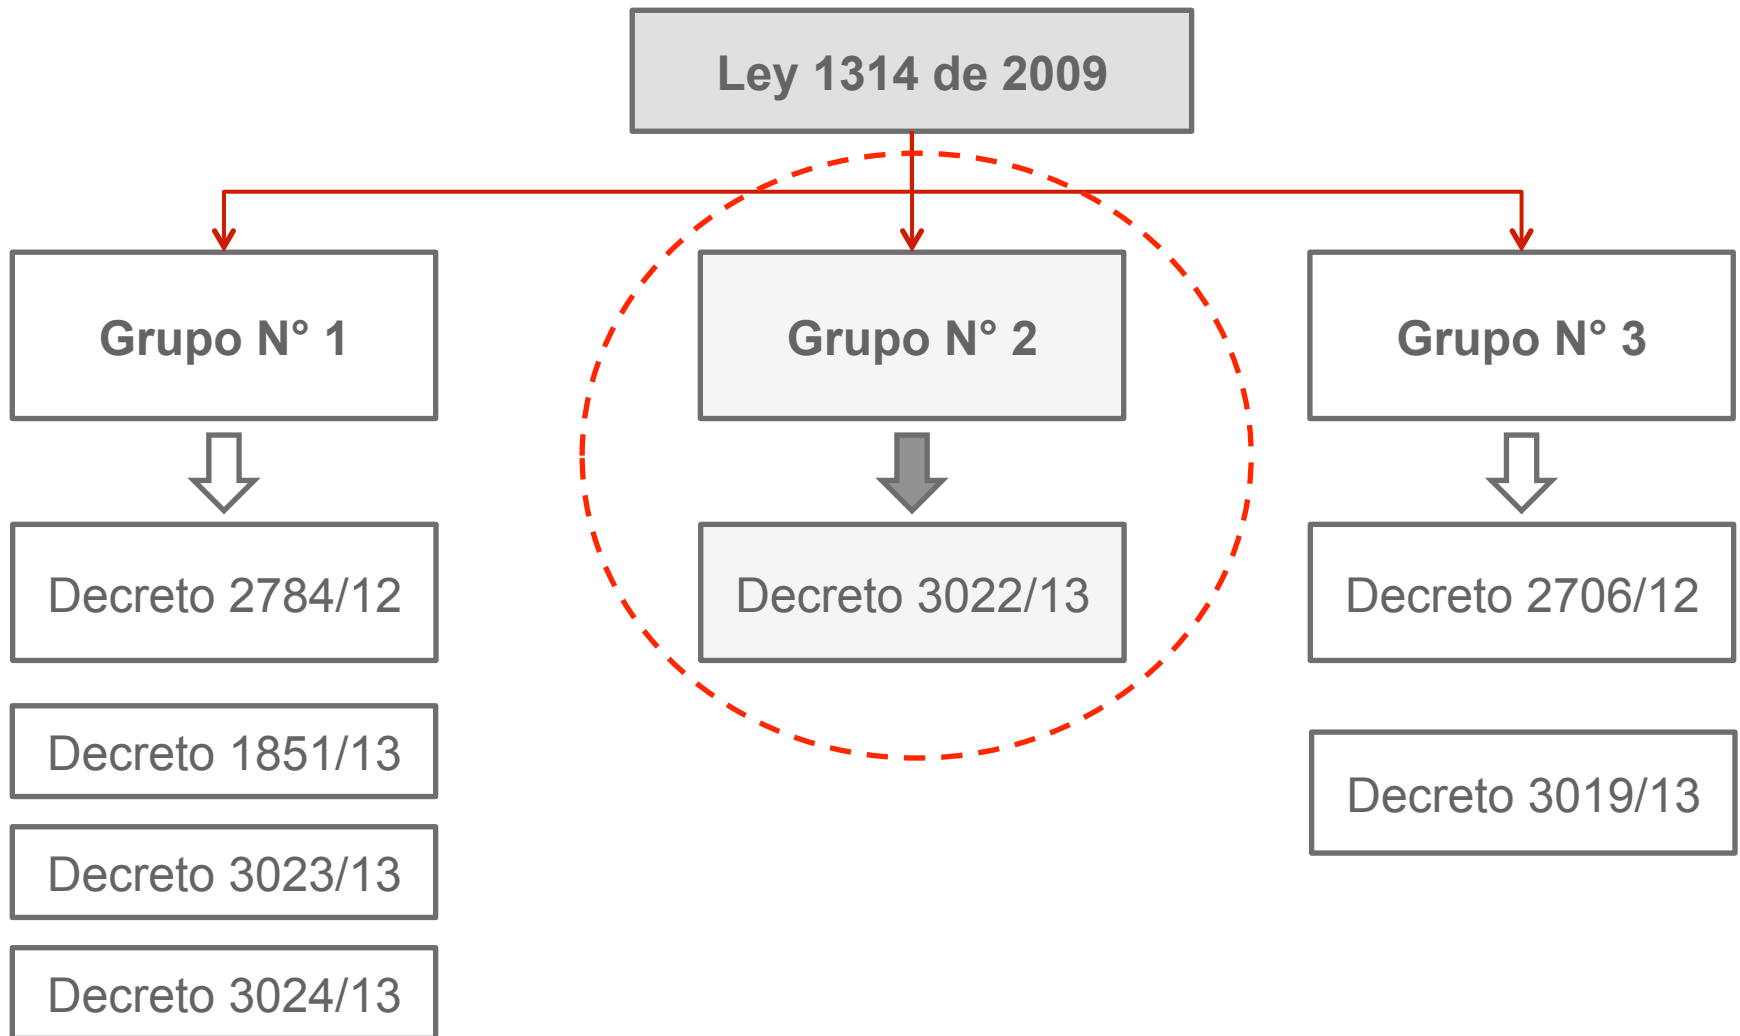 Ley 1314 de 2009
Grupo N° 1
Grupo N° 2
Grupo N° 3
Decreto 2784/12
Decreto 3022/13
Decreto 2706/12
Decreto 1851/13
Decreto 3019/13
Decreto 3023/13
Decreto 3024/13